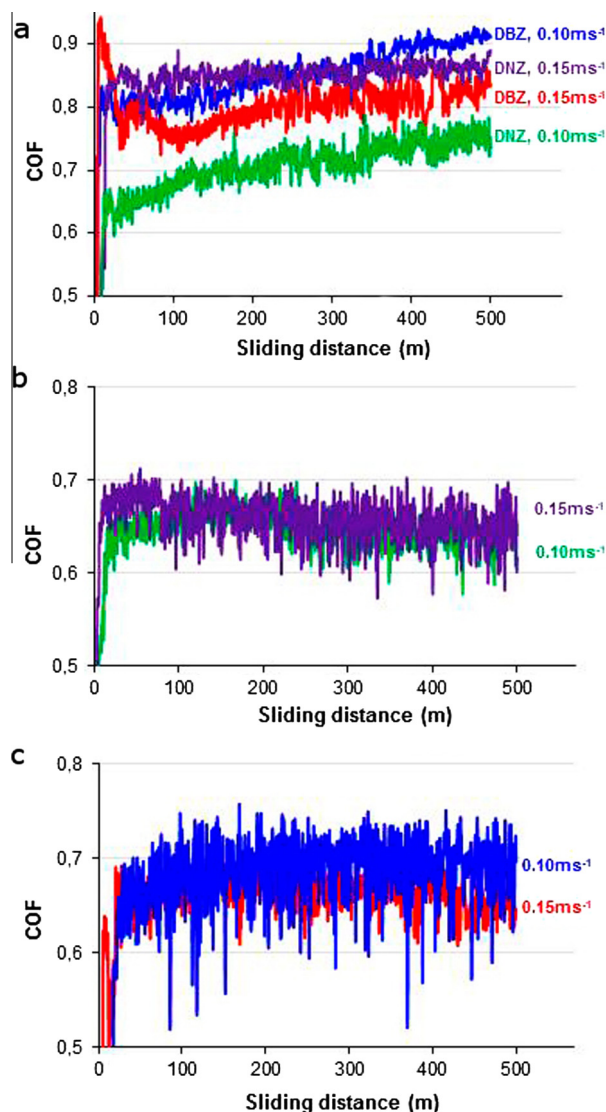 a
0,9
0,8
0,7
0,6
0,5
COF
DBZ, 0.10ms⁻¹
DNZ, 0.15ms⁻¹
DBZ, 0.15ms⁻¹
DNZ, 0.10ms⁻¹
0 100 200 300 400 500
Sliding distance (m)
b
0,8
0,7
0,6
0,5
COF
0.15ms⁻¹
0.10ms⁻¹
0 100 200 300 400 500
Sliding distance (m)
c
0,8
0,7
0,6
0,5
COF
0.10ms⁻¹
0.15ms⁻¹
0 100 200 300 400 500
Sliding distance (m)